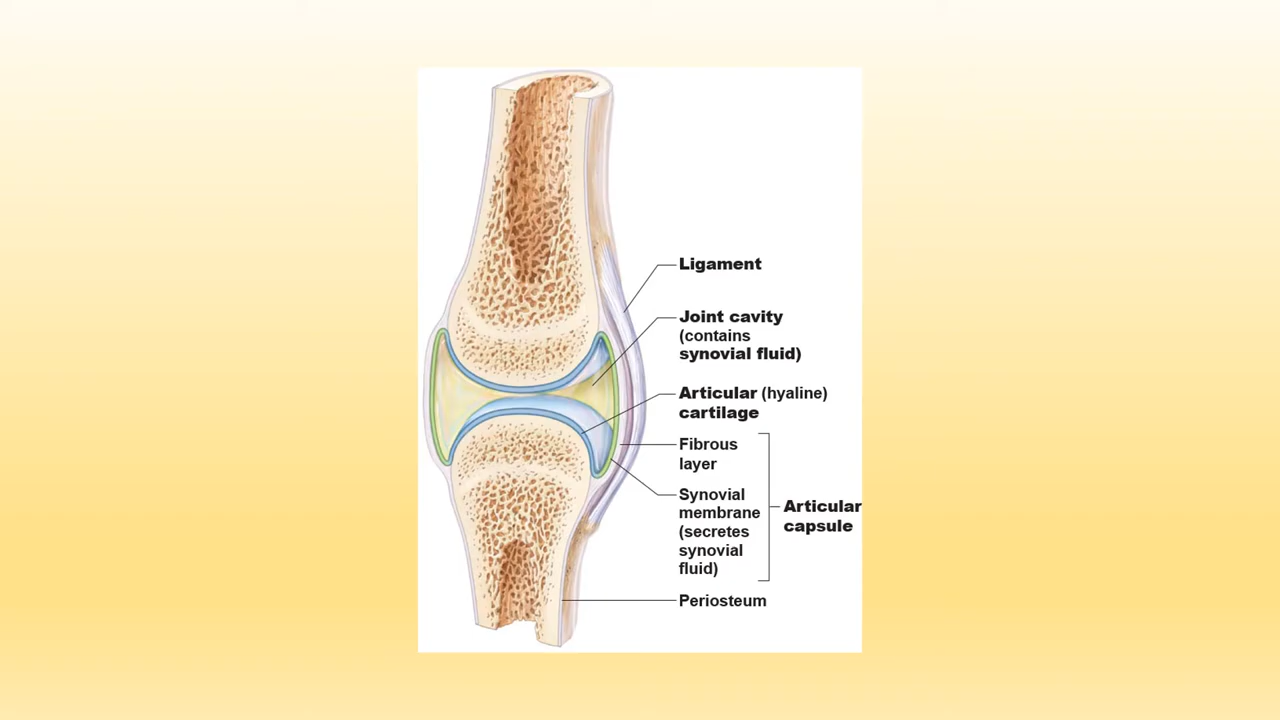 Ligament
Joint cavity
(contains
synovial fluid)
Articular (hyaline)
cartilage
Fibrous
layer
Synovial
membrane
(secretes
synovial
fluid)
Articular
capsule
Periosteum